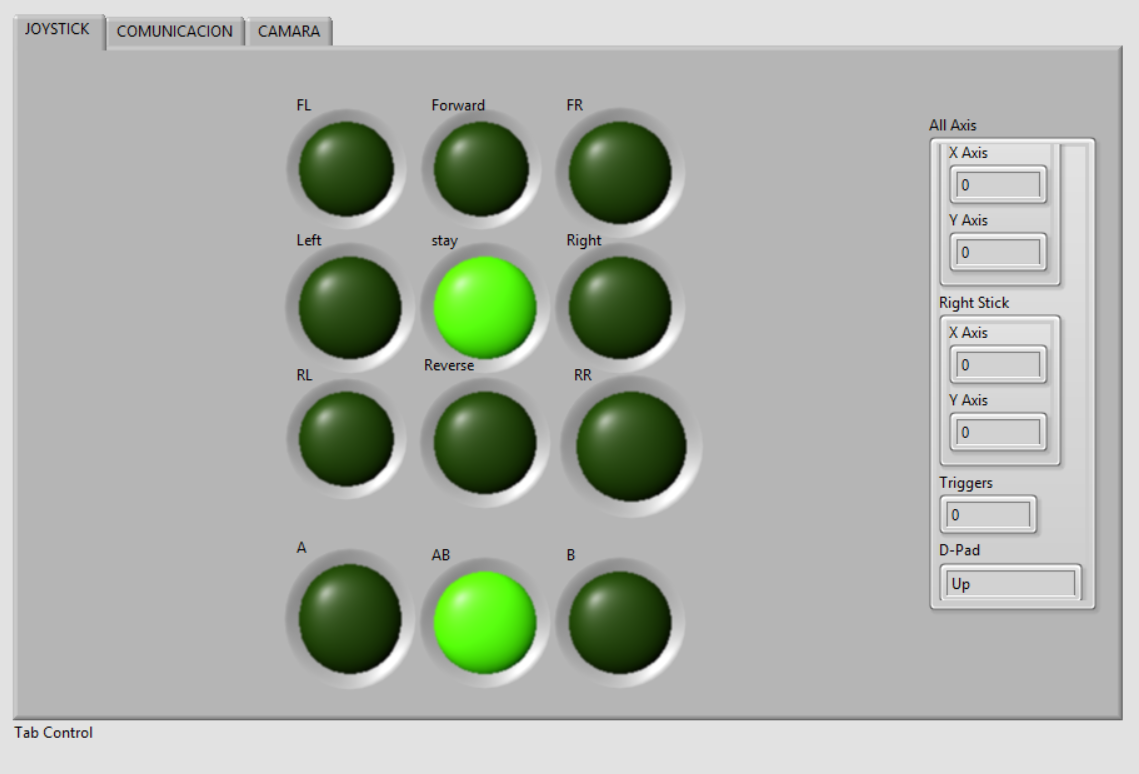 JOYSTICK COMUNICACION CAMARA
FL Forward FR
Left stay Right
RL Reverse RR
A AB B
All Axis
X Axis
0
Y Axis
0
Right Stick
X Axis
0
Y Axis
0
Triggers
0
D-Pad
Up
Tab Control